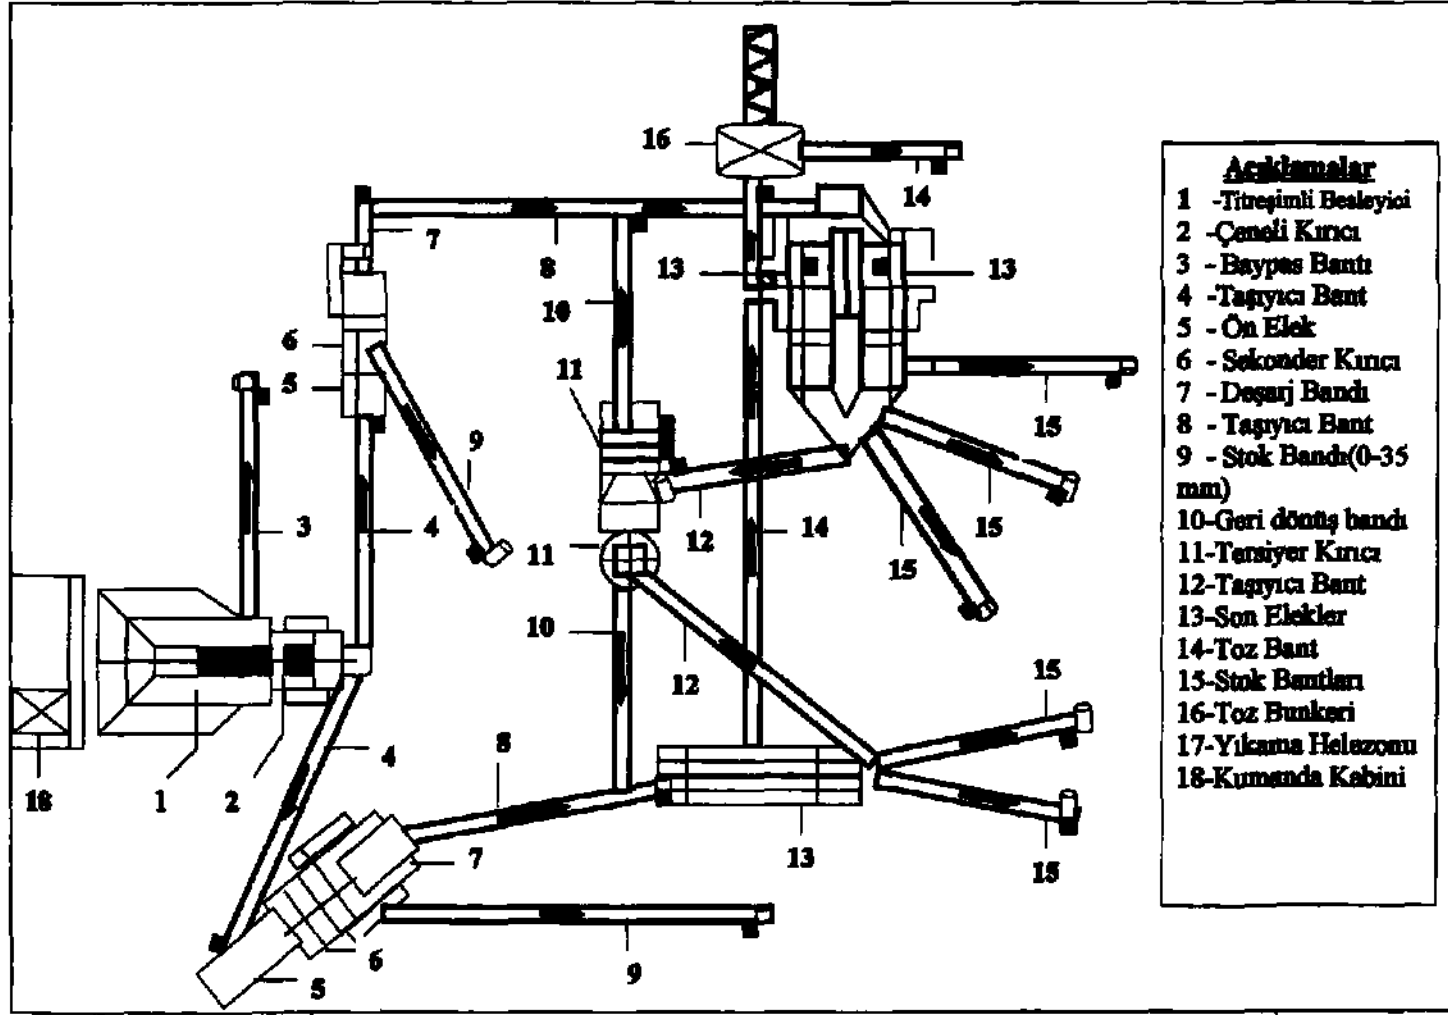 16
14
7
8
13
13
10
6
11
5
15
9
3
4
12
14
15
15
11
10
12
15
4
8
18
1
2
7
13
15
6
5
9
Açıklamalar
1 -Titreşimli Besleyici
2 -Çeneli Kırıcı
3 -Baypas Bantı
4 -Taşıyıcı Bant
5 -Ön Elek
6 -Sekonder Kırıcı
7 -Deşarj Bandı
8 -Taşıyıcı Bant
9 -Stok Bandı(0-35
mm)
10-Geri dönüş bandı
11-Tersiyer Kırıcı
12-Taşıyıcı Bant
13-Son Elekler
14-Toz Bant
15-Stok Bantları
16-Toz Bunkeri
17-Yıkama Helezonu
18-Kumanda Kabini